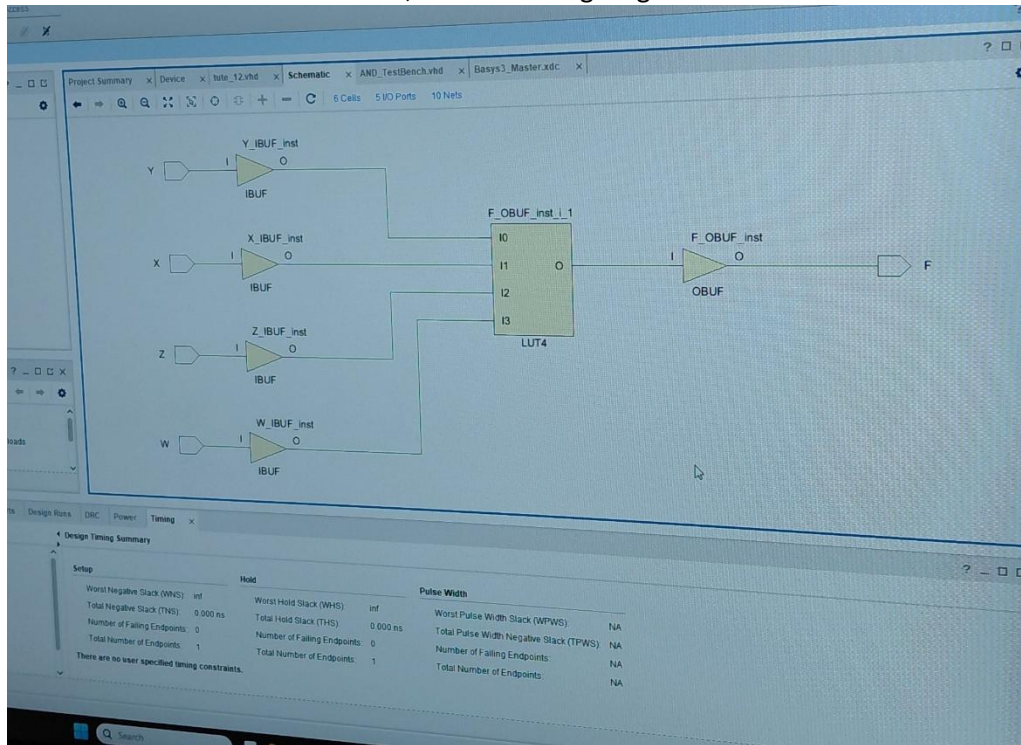 Project Summary × Device × tute_12.vhd × Schematic × AND_TestBench.vhd × Basys3_Master.xdc ×
6 Cells 5 I/O Ports 10 Nets
Y_IBUF_inst
Y I O
IBUF
F_OBUF_inst_i_1
I0
X_IBUF_inst
X I O
IBUF
I1 O
I2
I3
LUT4
F_OBUF_inst
I O F
OBUF
Z_IBUF_inst
Z I O
IBUF
W_IBUF_inst
W I O
IBUF
Design Runs DRC Power Timing ×
Design Timing Summary
Setup
Worst Negative Slack (WNS): inf
Total Negative Slack (TNS): 0.000 ns
Number of Failing Endpoints: 0
Total Number of Endpoints: 1
There are no user specified timing constraints.
Hold
Worst Hold Slack (WHS): inf
Total Hold Slack (THS): 0.000 ns
Number of Failing Endpoints: 0
Total Number of Endpoints: 1
Pulse Width
Worst Pulse Width Slack (WPWS): NA
Total Pulse Width Negative Slack (TPWS): NA
Number of Failing Endpoints: NA
Total Number of Endpoints: NA
Search